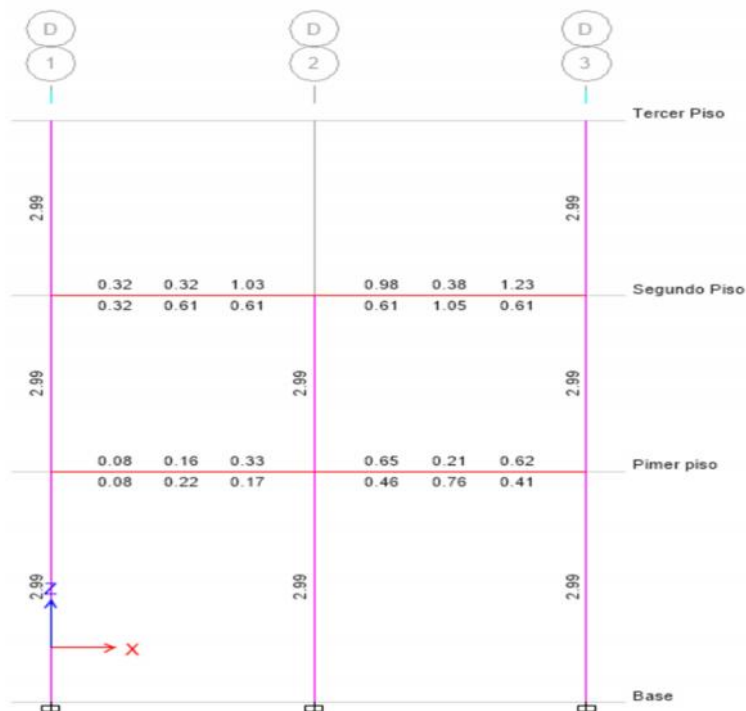 D D D
1 2 3
Tercer Piso
2.99 2.99
0.32 0.32 1.03 0.98 0.38 1.23
Segundo Piso
0.32 0.61 0.61 0.61 1.05 0.61
2.99 2.99 2.99
0.08 0.16 0.33 0.65 0.21 0.62
Pimer piso
0.08 0.22 0.17 0.46 0.76 0.41
2.99 2.99 2.99
Z
X
Base